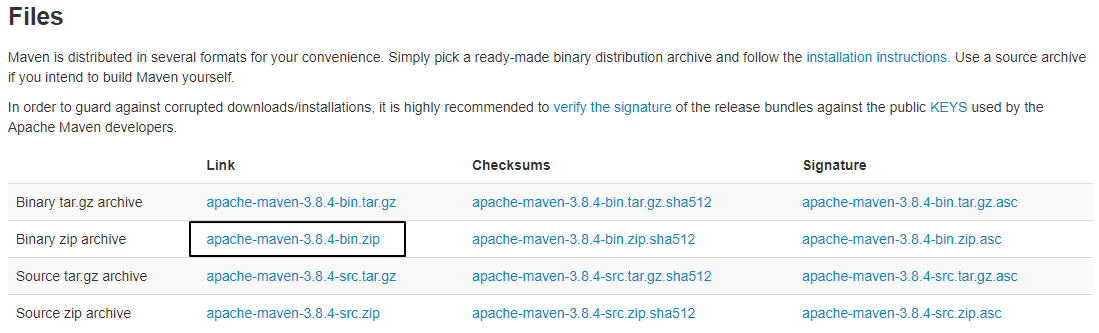 Files
Maven is distributed in several formats for your convenience. Simply pick a ready-made binary distribution archive and follow the installation instructions. Use a source archive
if you intend to build Maven yourself.
In order to guard against corrupted downloads/installations, it is highly recommended to verify the signature of the release bundles against the public KEYS used by the
Apache Maven developers.
Link Checksums Signature
Binary tar.gz archive apache-maven-3.8.4-bin.tar.gz apache-maven-3.8.4-bin.tar.gz.sha512 apache-maven-3.8.4-bin.tar.gz.asc
Binary zip archive apache-maven-3.8.4-bin.zip apache-maven-3.8.4-bin.zip.sha512 apache-maven-3.8.4-bin.zip.asc
Source tar.gz archive apache-maven-3.8.4-src.tar.gz apache-maven-3.8.4-src.tar.gz.sha512 apache-maven-3.8.4-src.tar.gz.asc
Source zip archive apache-maven-3.8.4-src.zip apache-maven-3.8.4-src.zip.sha512 apache-maven-3.8.4-src.zip.asc